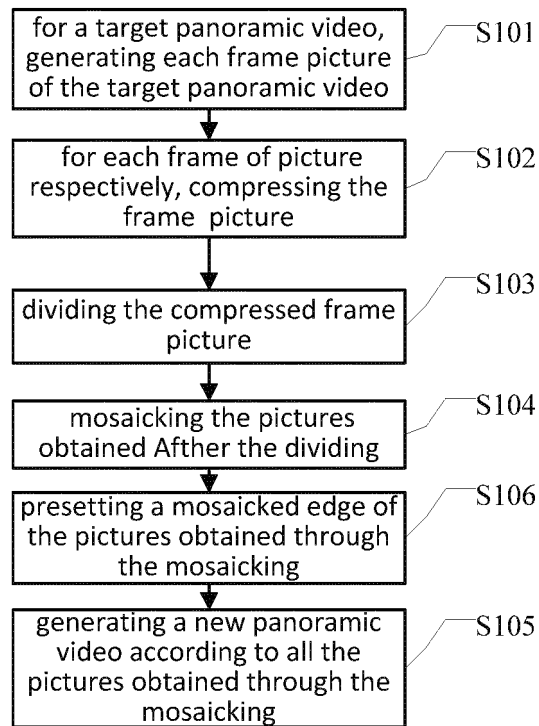 for a target panoramic video,
generating each frame picture
of the target panoramic video
S101
for each frame of picture
respectively, compressing the
frame picture
S102
dividing the compressed frame
picture
S103
mosaicking the pictures
obtained Afther the dividing
S104
presetting a mosaicked edge of
the pictures obtained through
the mosaicking
S106
generating a new panoramic
video according to all the
pictures obtained through the
mosaicking
S105